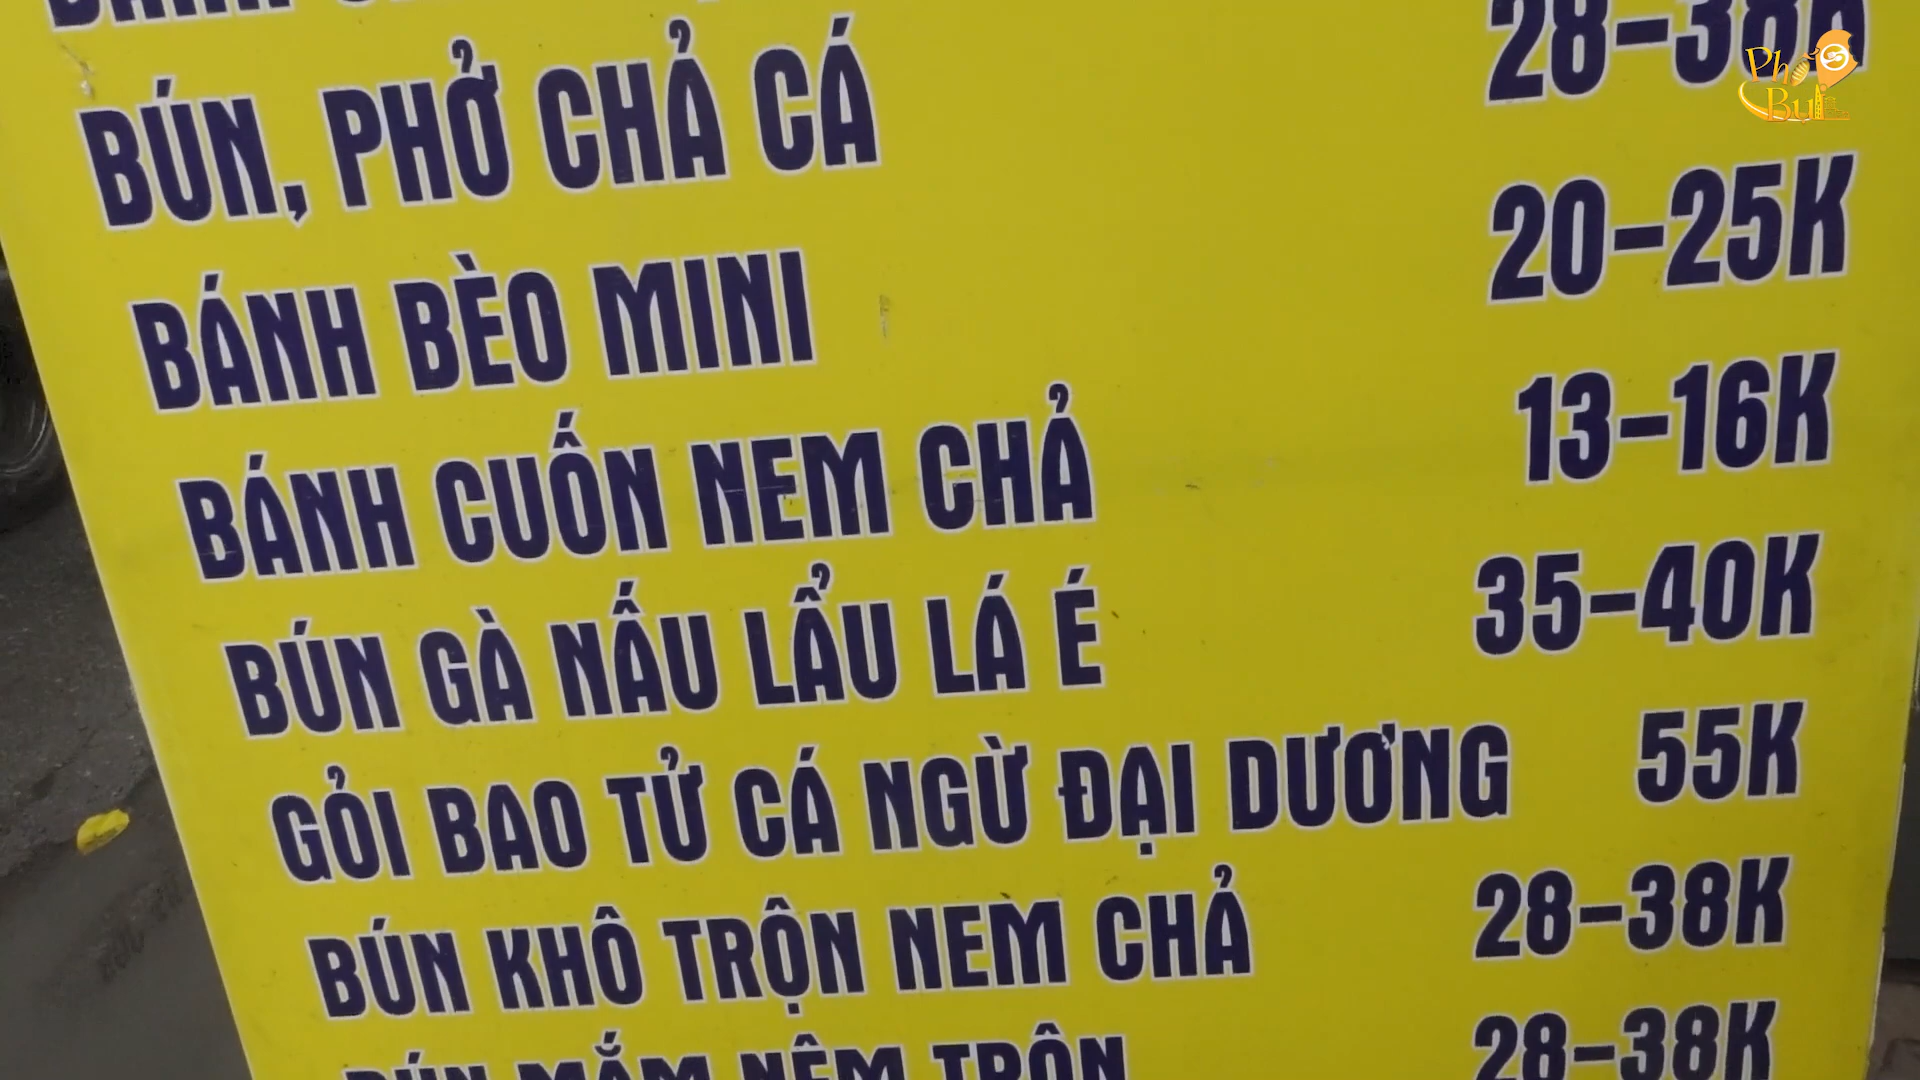 BÚN, PHỞ CHẢ CÁ 28-38K
BÁNH BÈO MINI 20-25K
BÁNH CUỐN NEM CHẢ 13-16K
BÚN GÀ NẤU LẨU LÁ É 35-40K
GỎI BAO TỬ CÁ NGỪ ĐẠI DƯƠNG 55K
BÚN KHÔ TRỘN NEM CHẢ 28-38K
BÚN MẮM NÊM TRỘN 28-38K